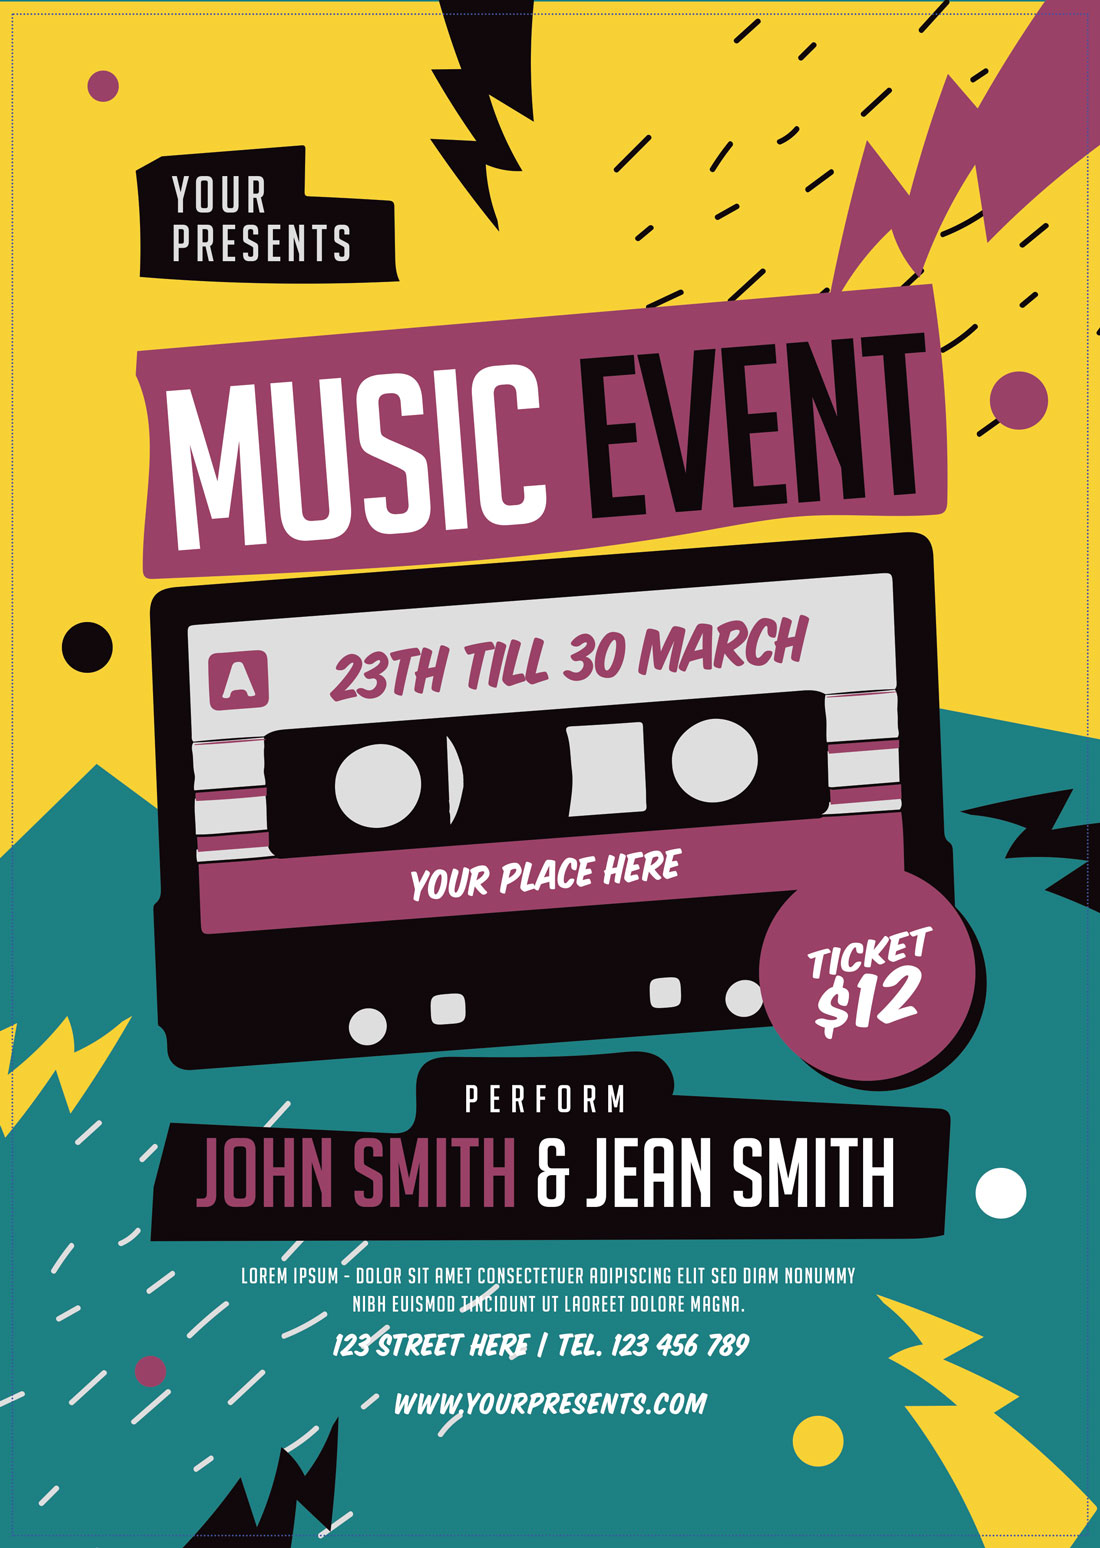 YOUR
PRESENTS
MUSIC EVENT
A
23TH TILL 30 MARCH
YOUR PLACE HERE
TICKET
$12
PERFORM
JOHN SMITH & JEAN SMITH
LOREM IPSUM - DOLOR SIT AMET CONSECTETUER ADIPISCING ELIT SED DIAM NONUMMY
NIBH EUISMOD TINCIDUNT UT LAOREET DOLORE MAGNA.
123 STREET HERE | TEL. 123 456 789
WWW.YOURPRESENTS.COM